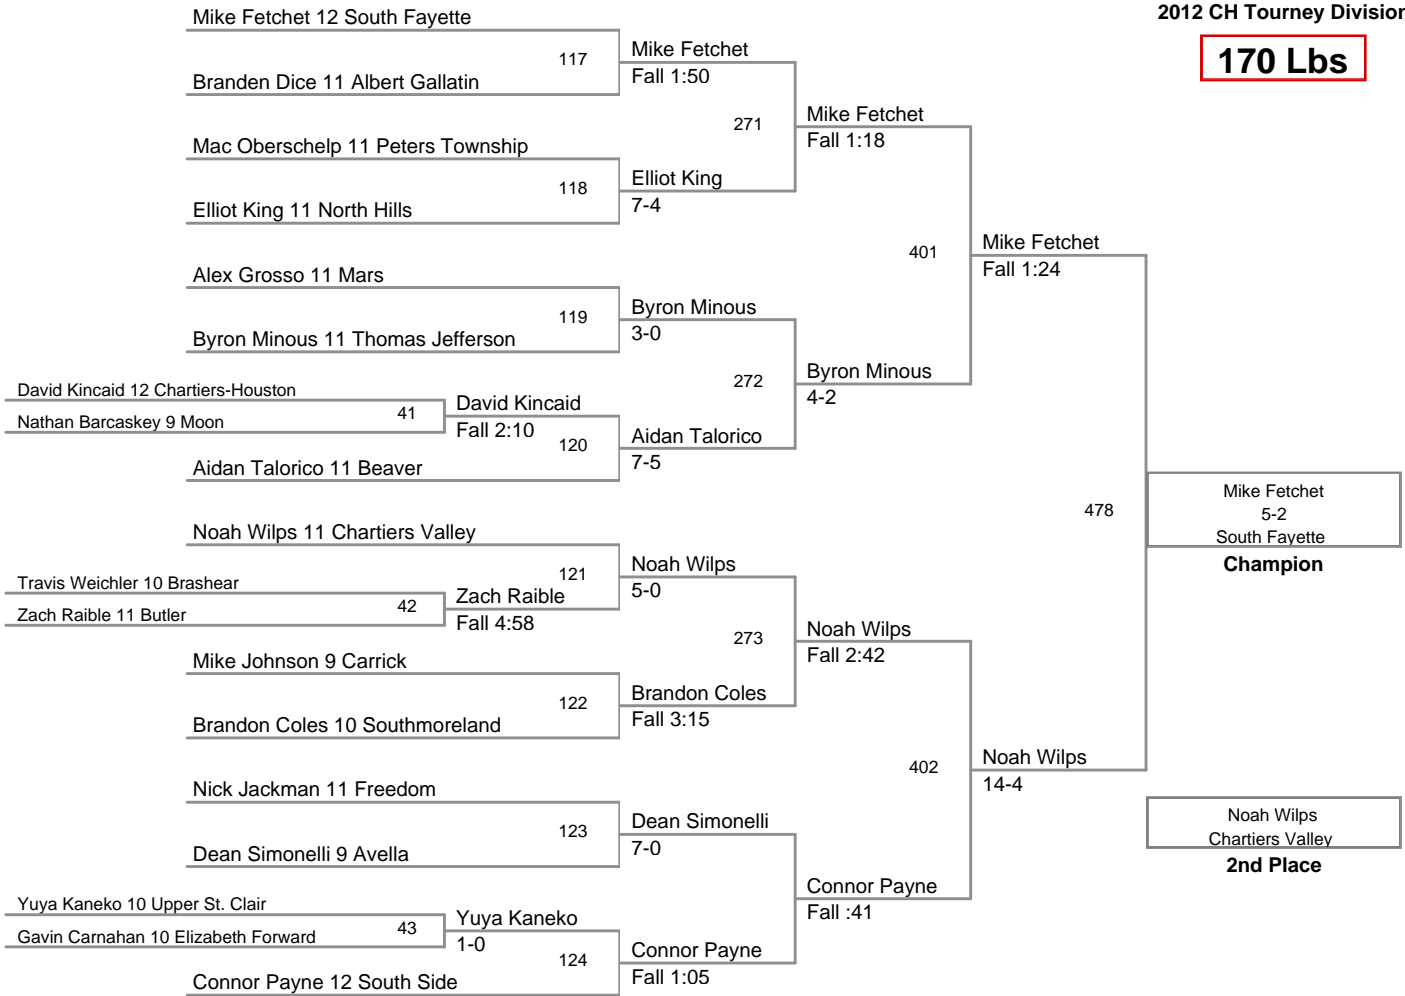 2012 CH Tourney Division
170 Lbs
Mike Fetchet 12 South Fayette
117
Branden Dice 11 Albert Gallatin
Mike Fetchet
Fall 1:50
271
Mac Oberschelp 11 Peters Township
118
Elliot King 11 North Hills
Elliot King
7-4
Mike Fetchet
Fall 1:18
401
Alex Grosso 11 Mars
119
Byron Minous 11 Thomas Jefferson
Byron Minous
3-0
272
David Kincaid 12 Chartiers-Houston
41
Nathan Barcaskey 9 Moon
David Kincaid
Fall 2:10
120
Aidan Talorico 11 Beaver
Aidan Talorico
7-5
Byron Minous
4-2
Mike Fetchet
Fall 1:24
478
Noah Wilps 11 Chartiers Valley
121
Travis Weichler 10 Brashear
42
Zach Raible 11 Butler
Zach Raible
Fall 4:58
Noah Wilps
5-0
273
Mike Johnson 9 Carrick
122
Brandon Coles 10 Southmoreland
Brandon Coles
Fall 3:15
Noah Wilps
Fall 2:42
402
Nick Jackman 11 Freedom
123
Dean Simonelli 9 Avella
Dean Simonelli
7-0
Yuya Kaneko 10 Upper St. Clair
43
Gavin Carnahan 10 Elizabeth Forward
Yuya Kaneko
1-0
124
Connor Payne 12 South Side
Connor Payne
Fall 1:05
Connor Payne
Fall :41
Noah Wilps
14-4
Mike Fetchet
5-2
South Fayette
Champion
Noah Wilps
Chartiers Valley
2nd Place